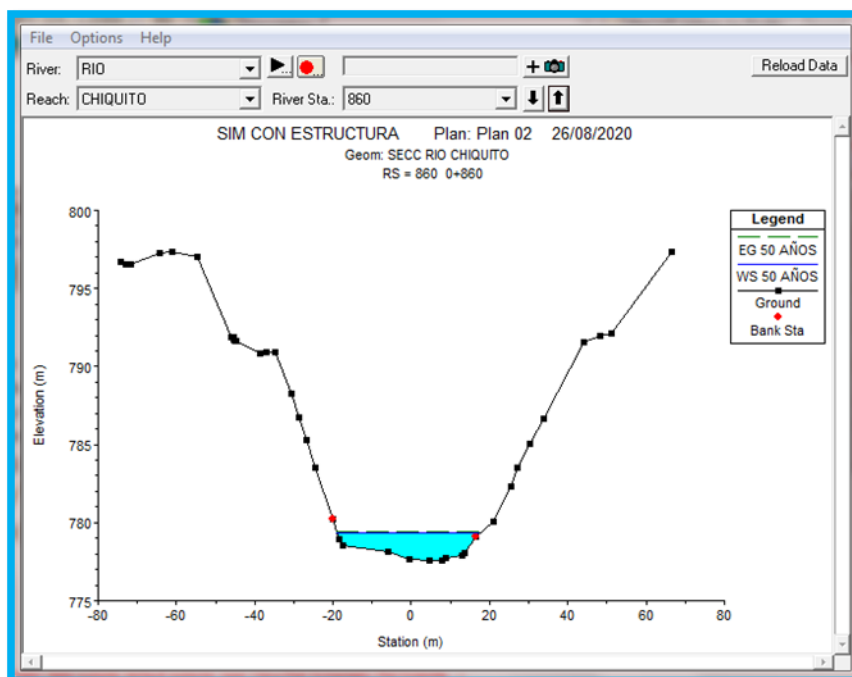 File Options Help
River: RIO Reload Data
Reach: CHIQUITO River Sta.: 860
SIM CON ESTRUCTURA Plan: Plan 02 26/08/2020
Geom: SECC RIO CHIQUITO
RS = 860 0+860
Legend
EG 50 AÑOS
WS 50 AÑOS
Ground
Bank Sta
Elevation (m)
800
795
790
785
780
775
-80 -60 -40 -20 0 20 40 60 80
Station (m)